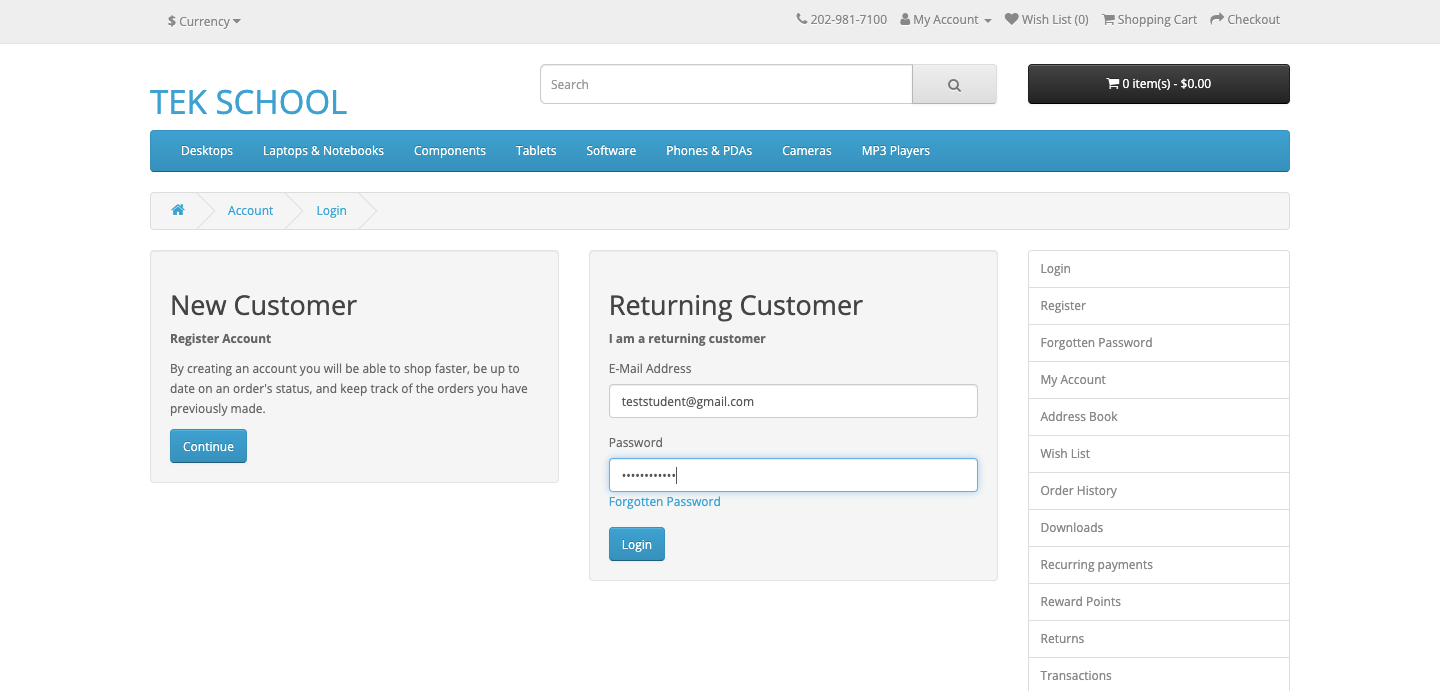 $ Currency
202-981-7100 My Account Wish List (0) Shopping Cart Checkout
TEK SCHOOL
Search
0 item(s) - $0.00
Desktops Laptops & Notebooks Components Tablets Software Phones & PDAs Cameras MP3 Players
Account Login
New Customer
Register Account
By creating an account you will be able to shop faster, be up to
date on an order's status, and keep track of the orders you have
previously made.
Continue
Returning Customer
I am a returning customer
E-Mail Address
teststudent@gmail.com
Password
••••••••••••
Forgotten Password
Login
Login
Register
Forgotten Password
My Account
Address Book
Wish List
Order History
Downloads
Recurring payments
Reward Points
Returns
Transactions